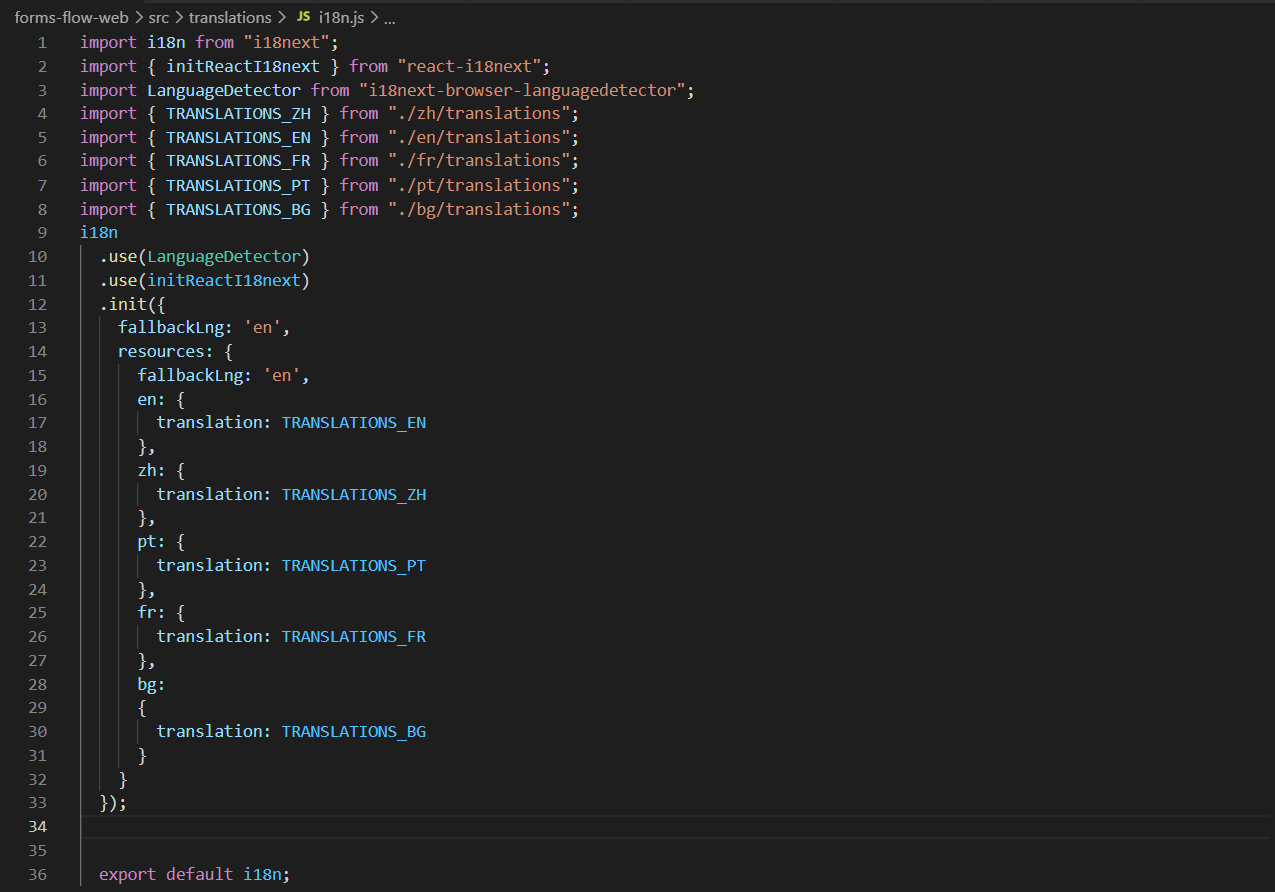 forms-flow-web > src > translations > JS i18n.js > ...
1 import i18n from "i18next";
2 import { initReactI18next } from "react-i18next";
3 import LanguageDetector from "i18next-browser-languagedetector";
4 import { TRANSLATIONS_ZH } from "./zh/translations";
5 import { TRANSLATIONS_EN } from "./en/translations";
6 import { TRANSLATIONS_FR } from "./fr/translations";
7 import { TRANSLATIONS_PT } from "./pt/translations";
8 import { TRANSLATIONS_BG } from "./bg/translations";
9 i18n
10 .use(LanguageDetector)
11 .use(initReactI18next)
12 .init({
13 fallbackLng: 'en',
14 resources: {
15 fallbackLng: 'en',
16 en: {
17 translation: TRANSLATIONS_EN
18 },
19 zh: {
20 translation: TRANSLATIONS_ZH
21 },
22 pt: {
23 translation: TRANSLATIONS_PT
24 },
25 fr: {
26 translation: TRANSLATIONS_FR
27 },
28 bg:
29 {
30 translation: TRANSLATIONS_BG
31 }
32 }
33 });
34
35
36 export default i18n;